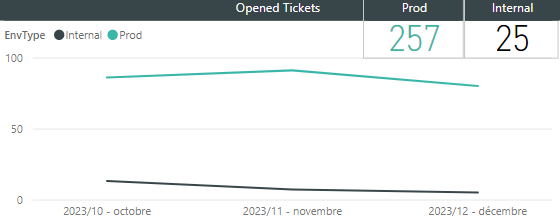 Opened Tickets Prod Internal
257 25
EnvType Internal Prod
100
50
0
2023/10 - octobre 2023/11 - novembre 2023/12 - décembre